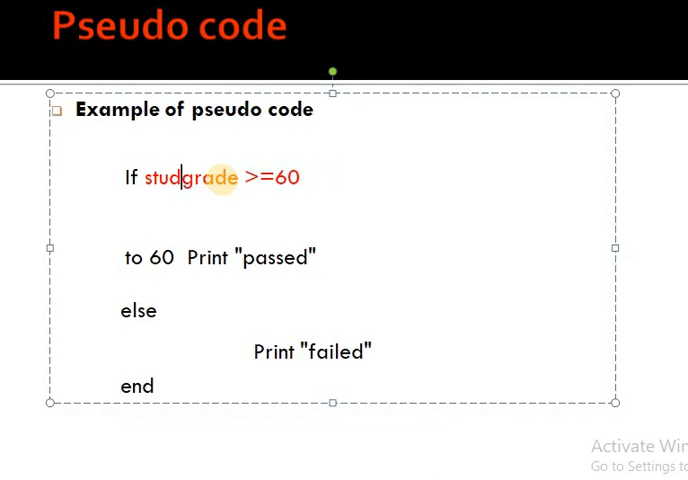 Pseudo code
Example of pseudo code
If studgrade >=60
to 60 Print "passed"
else
Print "failed"
end
Activate Win
Go to Settings to